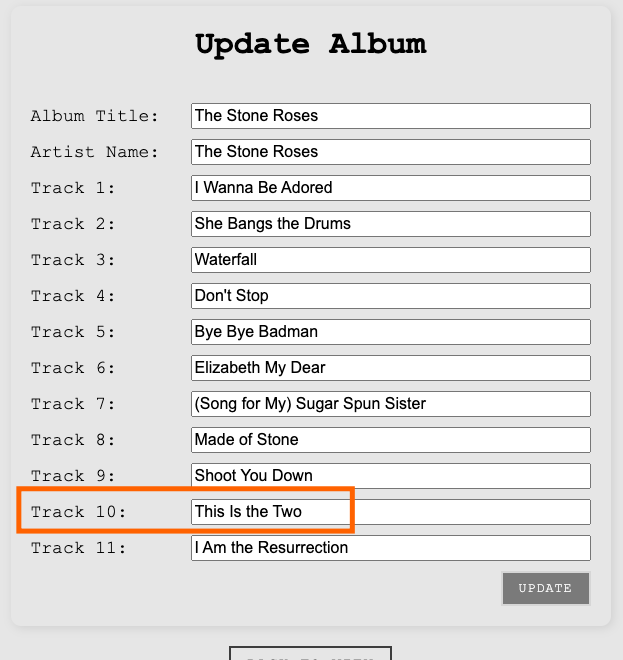 Update Album
Album Title: The Stone Roses
Artist Name: The Stone Roses
Track 1: I Wanna Be Adored
Track 2: She Bangs the Drums
Track 3: Waterfall
Track 4: Don't Stop
Track 5: Bye Bye Badman
Track 6: Elizabeth My Dear
Track 7: (Song for My) Sugar Spun Sister
Track 8: Made of Stone
Track 9: Shoot You Down
Track 10: This Is the Two
Track 11: I Am the Resurrection
UPDATE